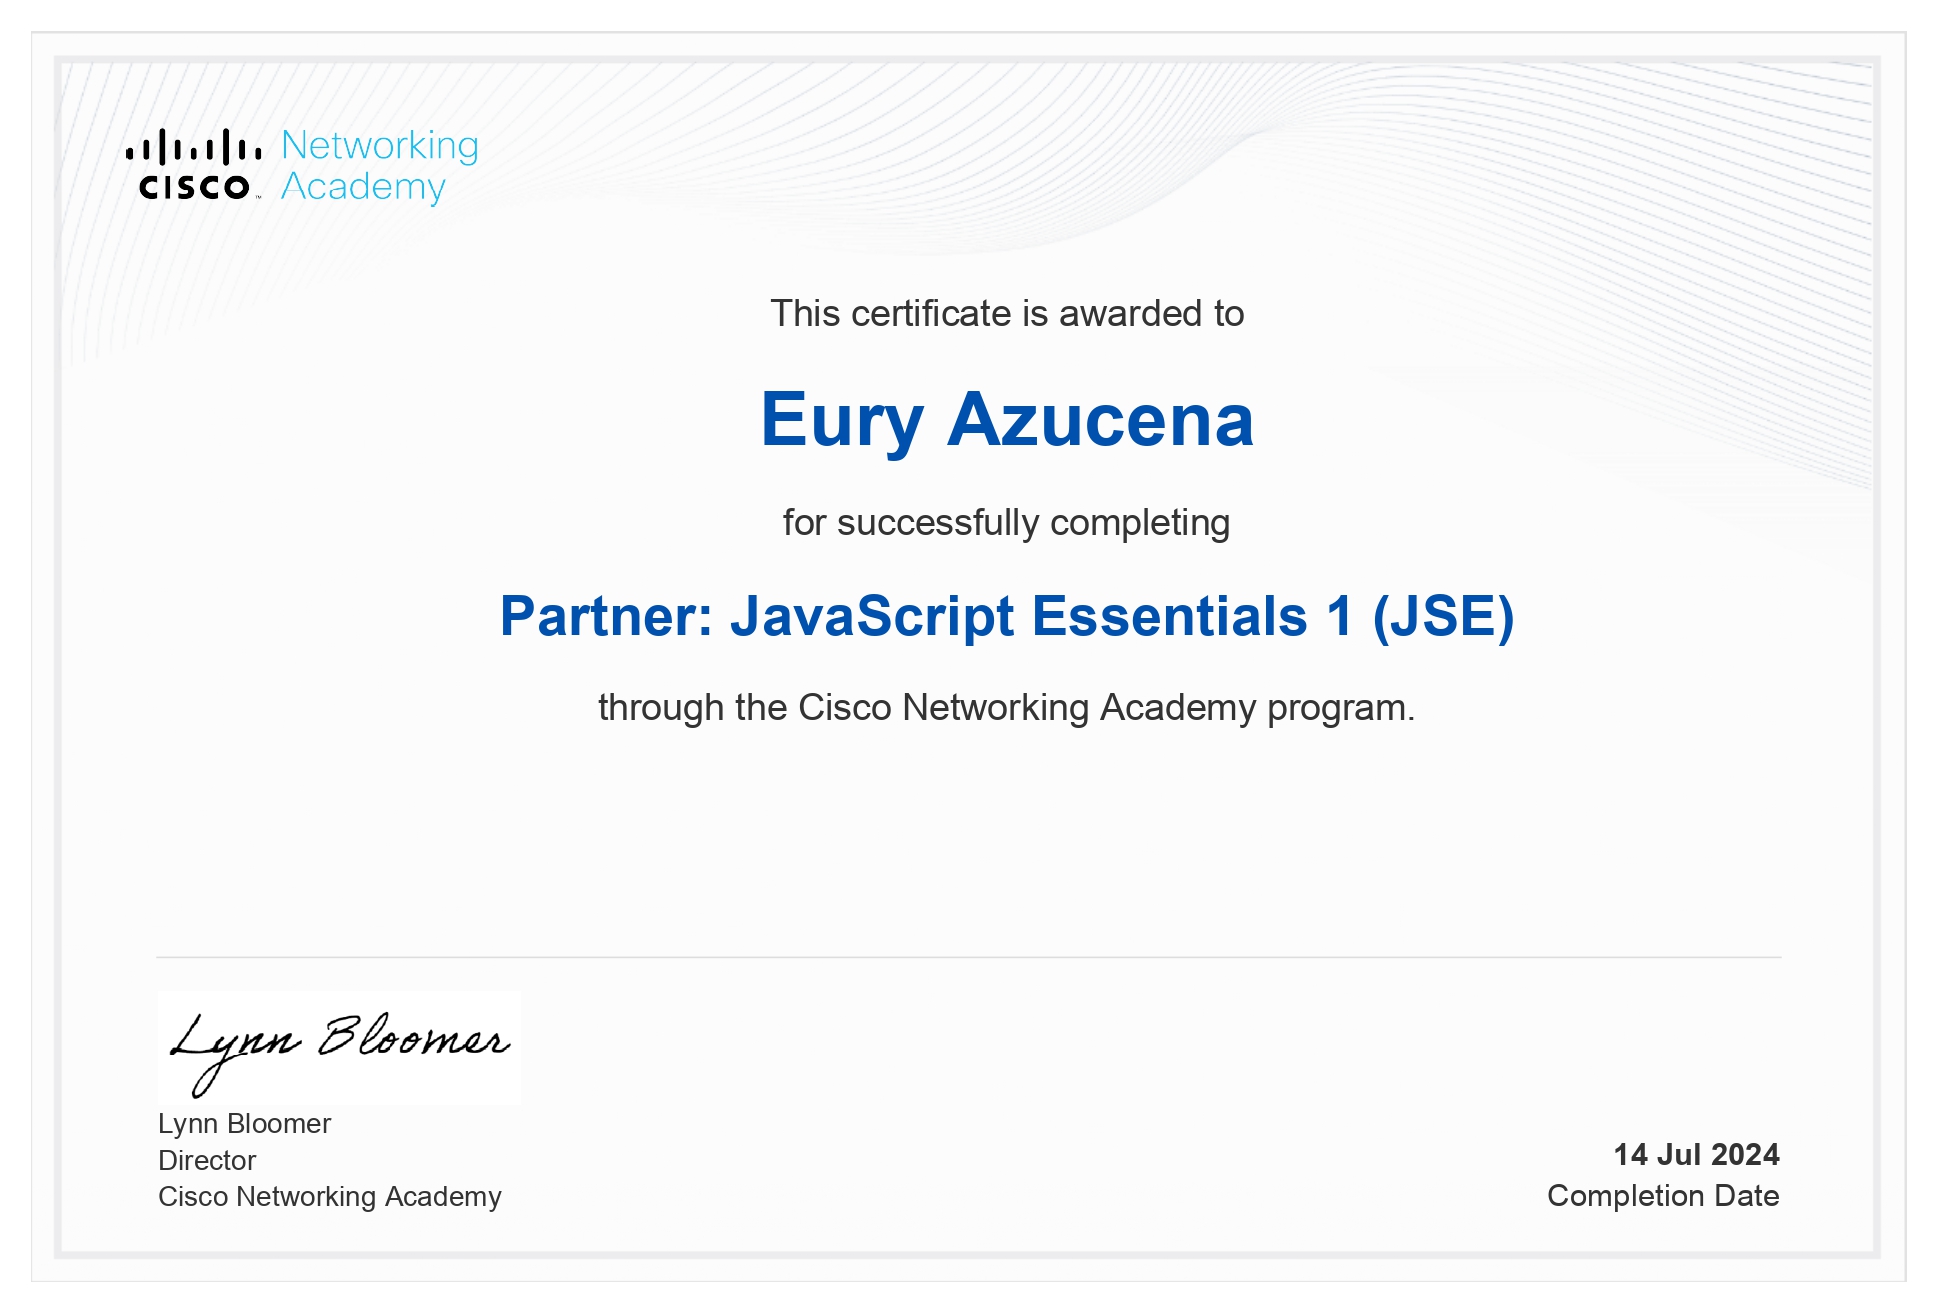 Networking
CISCO™ Academy
This certificate is awarded to
Eury Azucena
for successfully completing
Partner: JavaScript Essentials 1 (JSE)
through the Cisco Networking Academy program.
Lynn Bloomer
Lynn Bloomer
Director
Cisco Networking Academy
14 Jul 2024
Completion Date